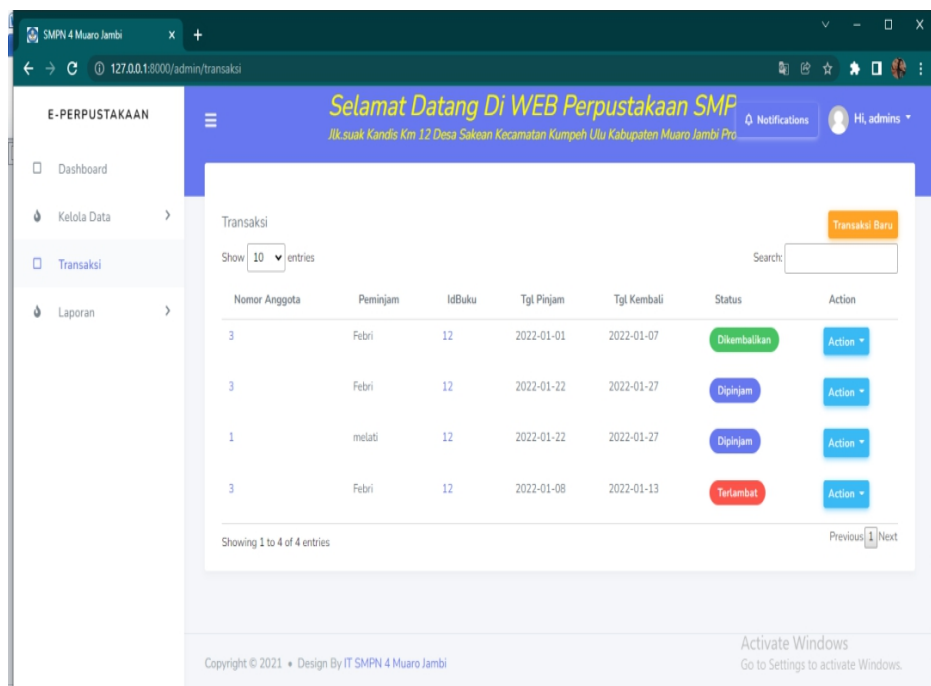 SMPN 4 Muaro Jambi
127.0.0.1:8000/admin/transaksi
E-PERPUSTAKAAN
Dashboard
Kelola Data
Transaksi
Laporan
Selamat Datang Di WEB Perpustakaan SMP
Jlk.suak Kandis Km 12 Desa Sakean Kecamatan Kumpeh Ulu Kabupaten Muaro Jambi Pro
Notifications
Hi, admins
Transaksi
Transaksi Baru
Show 10 entries
Search:
Nomor Anggota Peminjam IdBuku Tgl Pinjam Tgl Kembali Status Action
3 Febri 12 2022-01-01 2022-01-07 Dikembalikan Action
3 Febri 12 2022-01-22 2022-01-27 Dipinjam Action
1 melati 12 2022-01-22 2022-01-27 Dipinjam Action
3 Febri 12 2022-01-08 2022-01-13 Terlambat Action
Showing 1 to 4 of 4 entries
Previous 1 Next
Copyright © 2021 • Design By IT SMPN 4 Muaro Jambi
Activate Windows
Go to Settings to activate Windows.